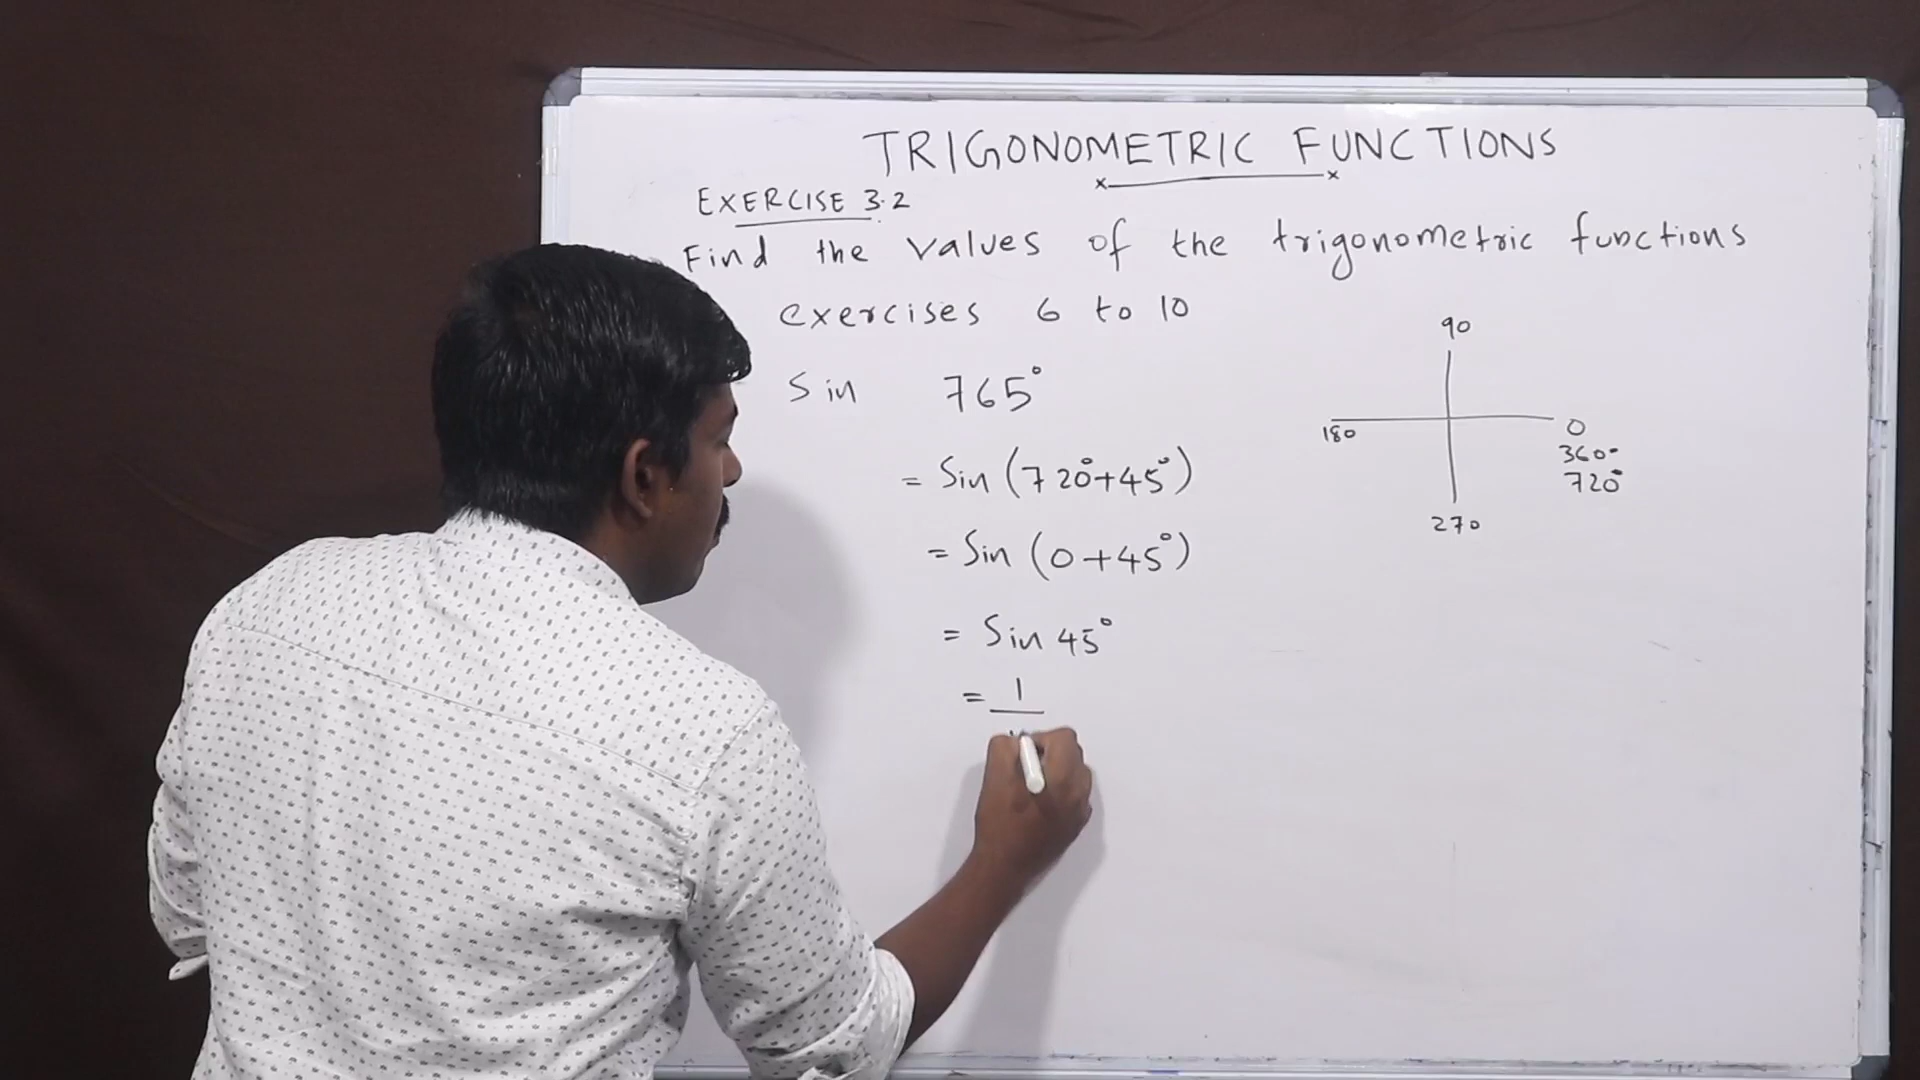 TRIGONOMETRIC FUNCTIONS
EXERCISE 3.2
Find the values of the trigonometric functions
exercises 6 to 10
Sin 765°
= Sin (720°+45°)
= Sin (0+45°)
= Sin 45°
= 1
90
180
0
360°
720°
270